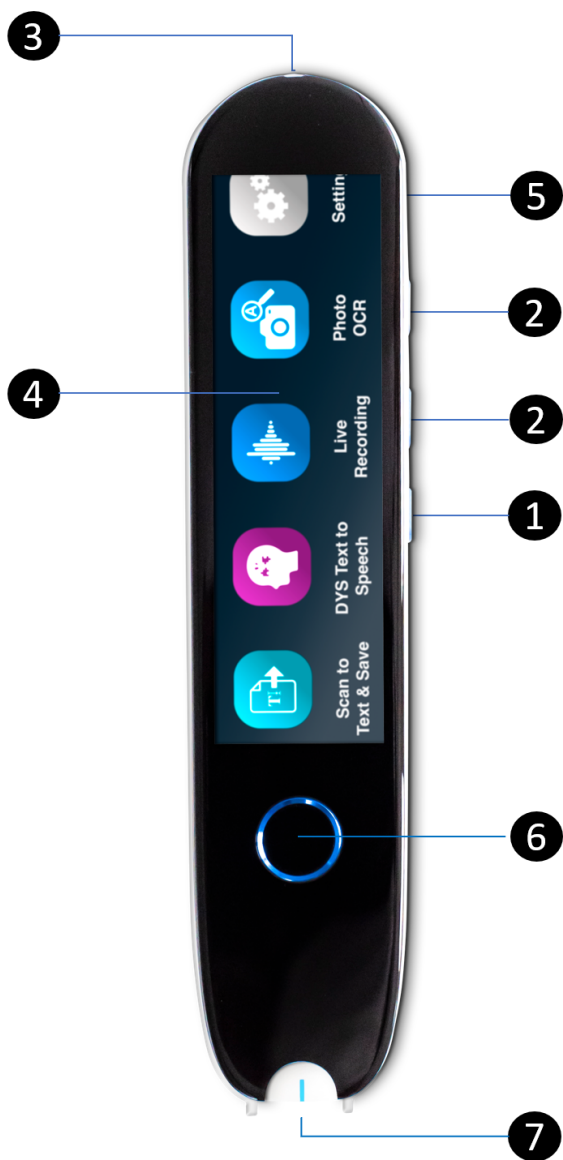 3
5
Settin
2
A
Photo
OCR
4
2
Live
Recording
1
DYS Text to
Speech
T
Scan to
Text & Save
6
7